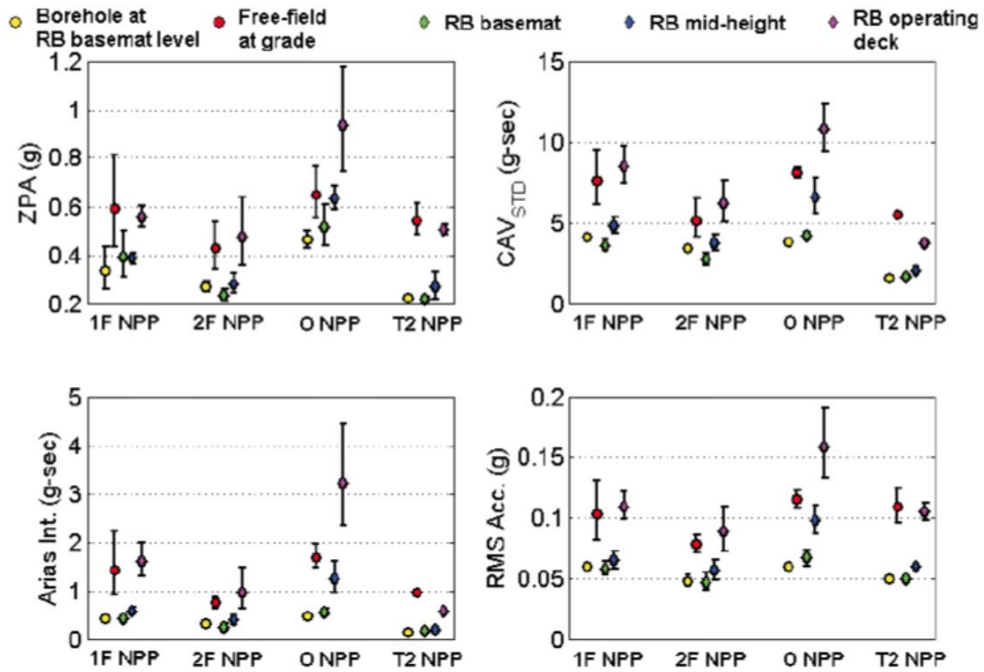 Borehole at
RB basemat level
Free-field
at grade
RB basemat
RB mid-height
RB operating
deck
ZPA (g)
1.2
1
0.8
0.6
0.4
0.2
1F NPP 2F NPP O NPP T2 NPP
CAV_STD (g-sec)
15
10
5
0
1F NPP 2F NPP O NPP T2 NPP
Arias Int. (g-sec)
5
4
3
2
1
0
1F NPP 2F NPP O NPP T2 NPP
RMS Acc. (g)
0.2
0.15
0.1
0.05
0
1F NPP 2F NPP O NPP T2 NPP